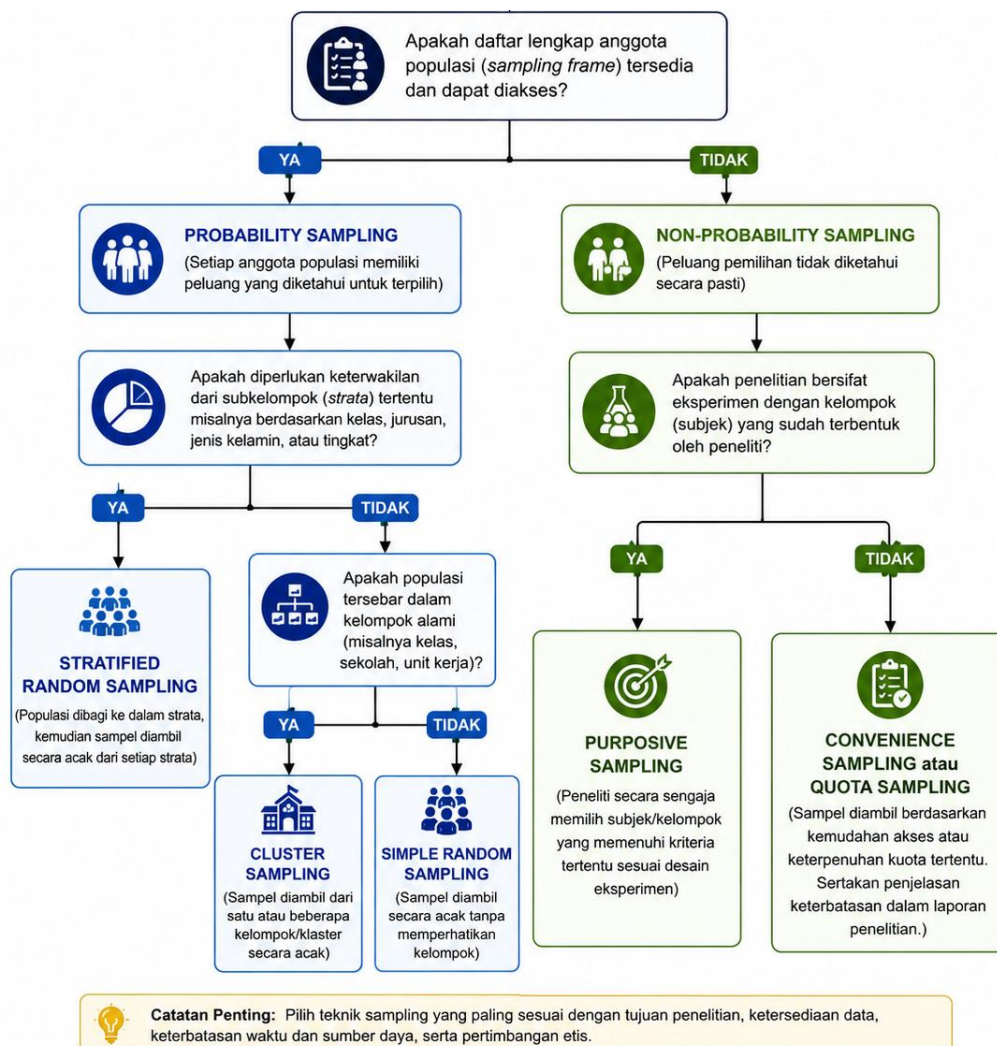 Apakah daftar lengkap anggota
populasi (sampling frame) tersedia
dan dapat diakses?
YA
TIDAK
PROBABILITY SAMPLING
(Setiap anggota populasi memiliki
peluang yang diketahui untuk terpilih)
NON-PROBABILITY SAMPLING
(Peluang pemilihan tidak diketahui
secara pasti)
Apakah diperlukan keterwakilan
dari subkelompok (strata) tertentu
misalnya berdasarkan kelas, jurusan,
jenis kelamin, atau tingkat?
Apakah penelitian bersifat
eksperimen dengan kelompok
(subjek) yang sudah terbentuk
oleh peneliti?
YA
TIDAK
YA
TIDAK
STRATIFIED
RANDOM SAMPLING
(Populasi dibagi ke dalam strata,
kemudian sampel diambil
secara acak dari setiap strata)
Apakah populasi
tersebar dalam
kelompok alami
(misalnya kelas,
sekolah, unit kerja)?
YA
TIDAK
CLUSTER
SAMPLING
(Sampel diambil dari
satu atau beberapa
kelompok/klaster
secara acak)
SIMPLE RANDOM
SAMPLING
(Sampel diambil
secara acak tanpa
memperhatikan
kelompok)
PURPOSIVE
SAMPLING
(Peneliti secara sengaja
memilih subjek/kelompok
yang memenuhi kriteria
tertentu sesuai desain
eksperimen)
CONVENIENCE
SAMPLING atau
QUOTA SAMPLING
(Sampel diambil berdasarkan
kemudahan akses atau
keterpenuhan kuota tertentu.
Sertakan penjelasan
keterbatasan dalam laporan
penelitian.)
Catatan Penting: Pilih teknik sampling yang paling sesuai dengan tujuan penelitian, ketersediaan data,
keterbatasan waktu dan sumber daya, serta pertimbangan etis.